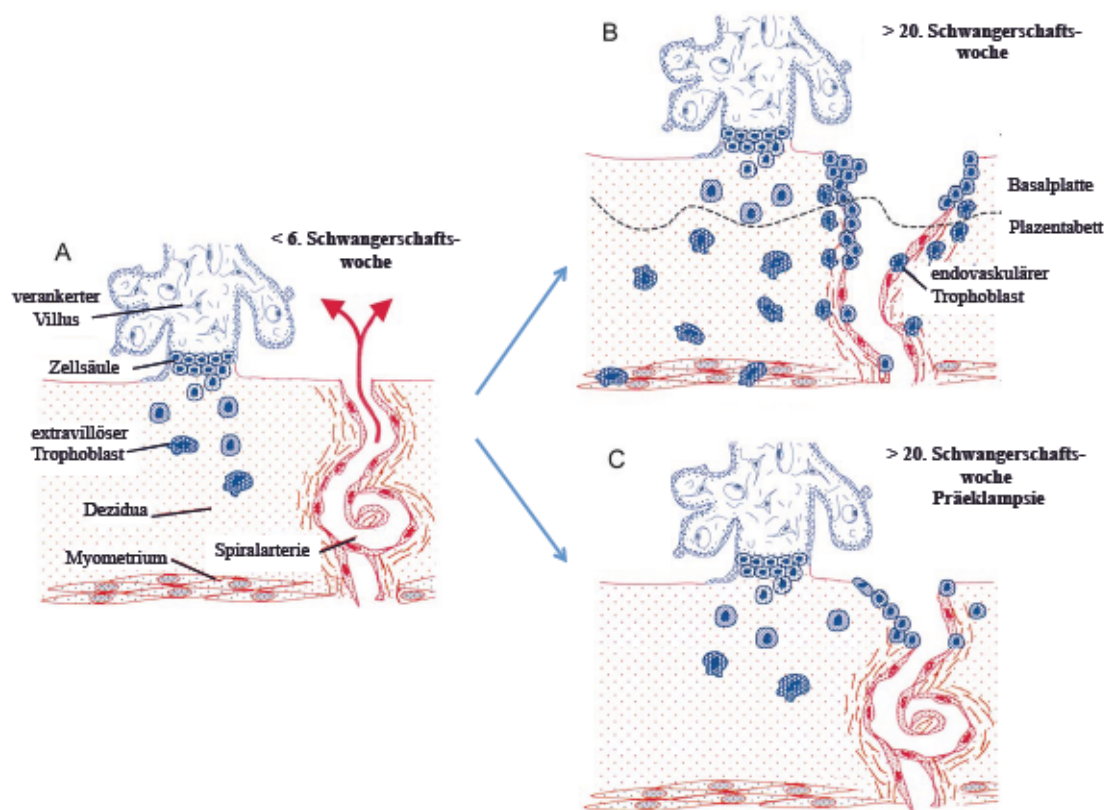 A
< 6. Schwangerschafts-
woche
verankerter
Villus
Zellsäule
extravillöser
Trophoblast
Dezidua
Spiralarterie
Myometrium
B
> 20. Schwangerschafts-
woche
Basalplatte
Plazentabett
endovaskulärer
Trophoblast
C
> 20. Schwangerschafts-
woche
Präeklampsie